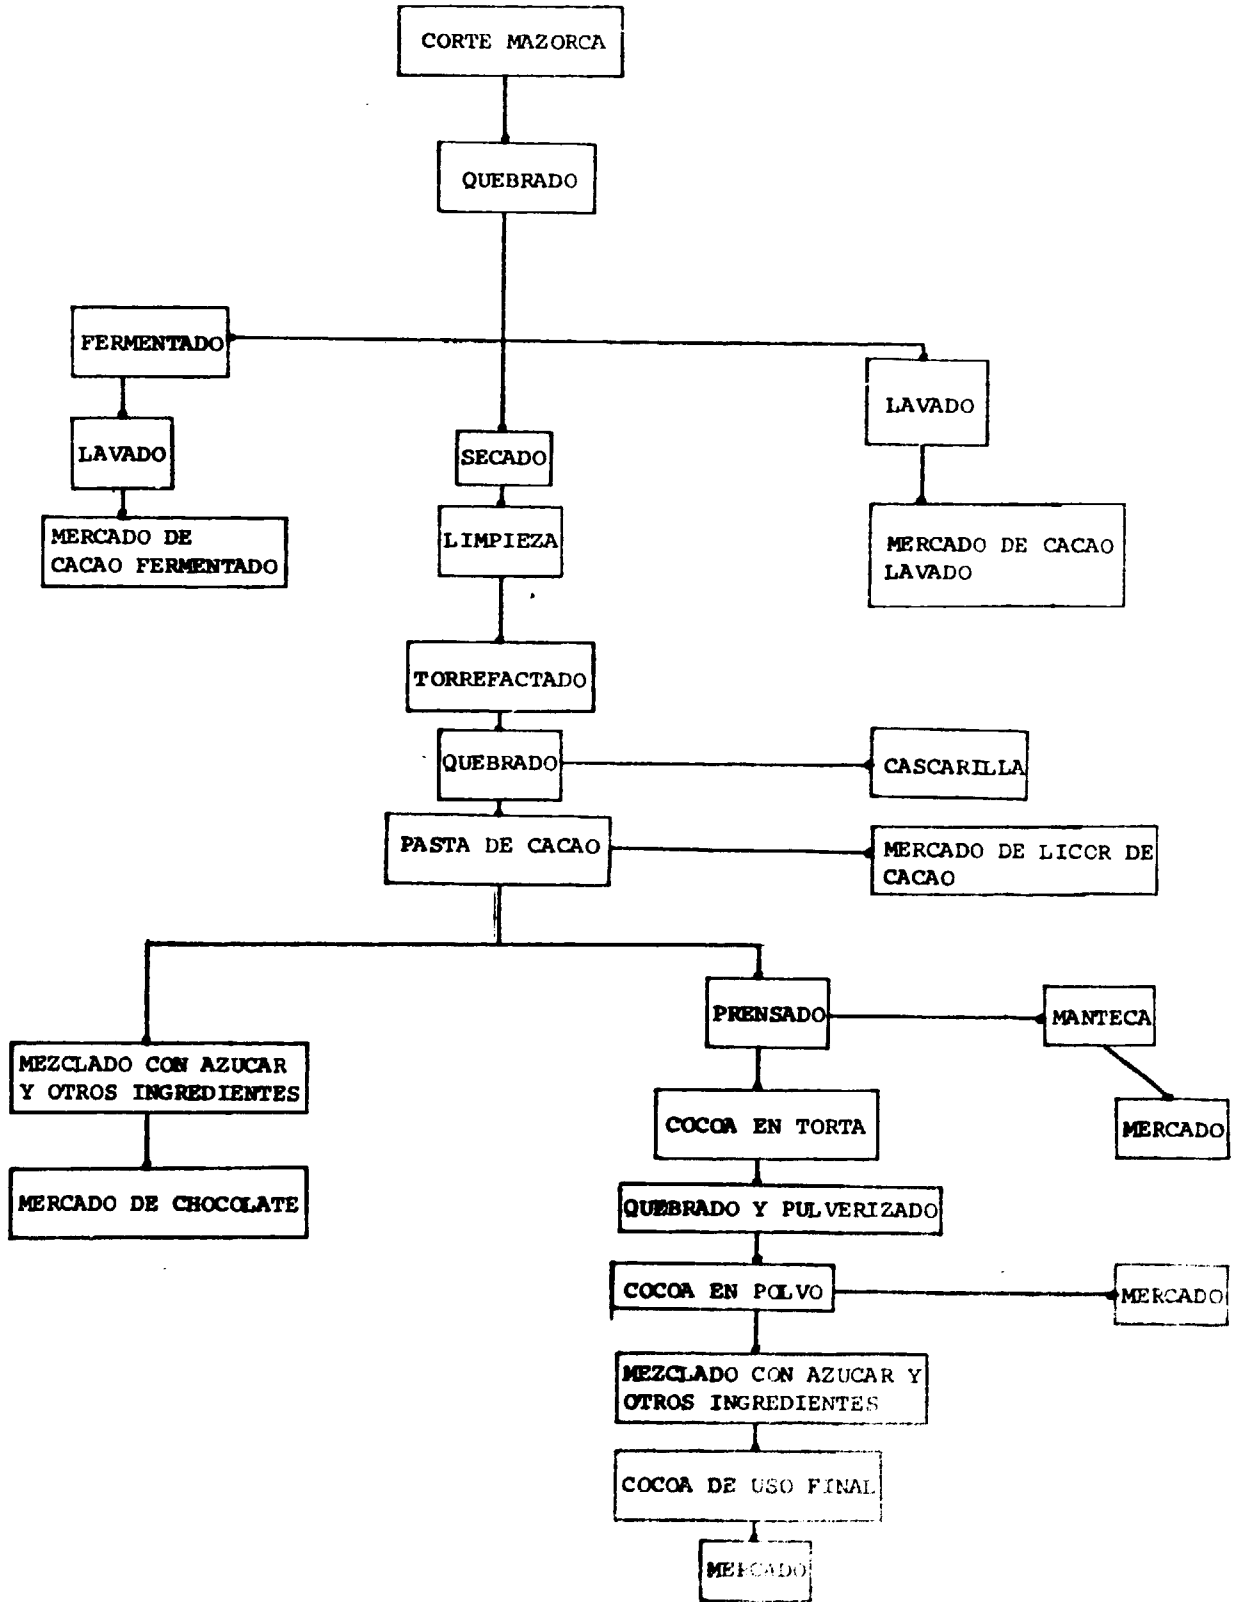 CORTE MAZORCA
QUEBRADO
FERMENTADO
LAVADO
LAVADO
SECADO
MERCADO DE
CACAO FERMENTADO
LIMPIEZA
MERCADO DE CACAO
LAVADO
TORREFACTADO
QUEBRADO
CASCARILLA
PASTA DE CACAO
MERCADO DE LICOR DE
CACAO
PRENSADO
MANTECA
MEZCLADO CON AZUCAR
Y OTROS INGREDIENTES
COCOA EN TORTA
MERCADO
MERCADO DE CHOCOLATE
QUEBRADO Y PULVERIZADO
COCOA EN POLVO
MERCADO
MEZCLADO CON AZUCAR Y
OTROS INGREDIENTES
COCOA DE USO FINAL
MERCADO